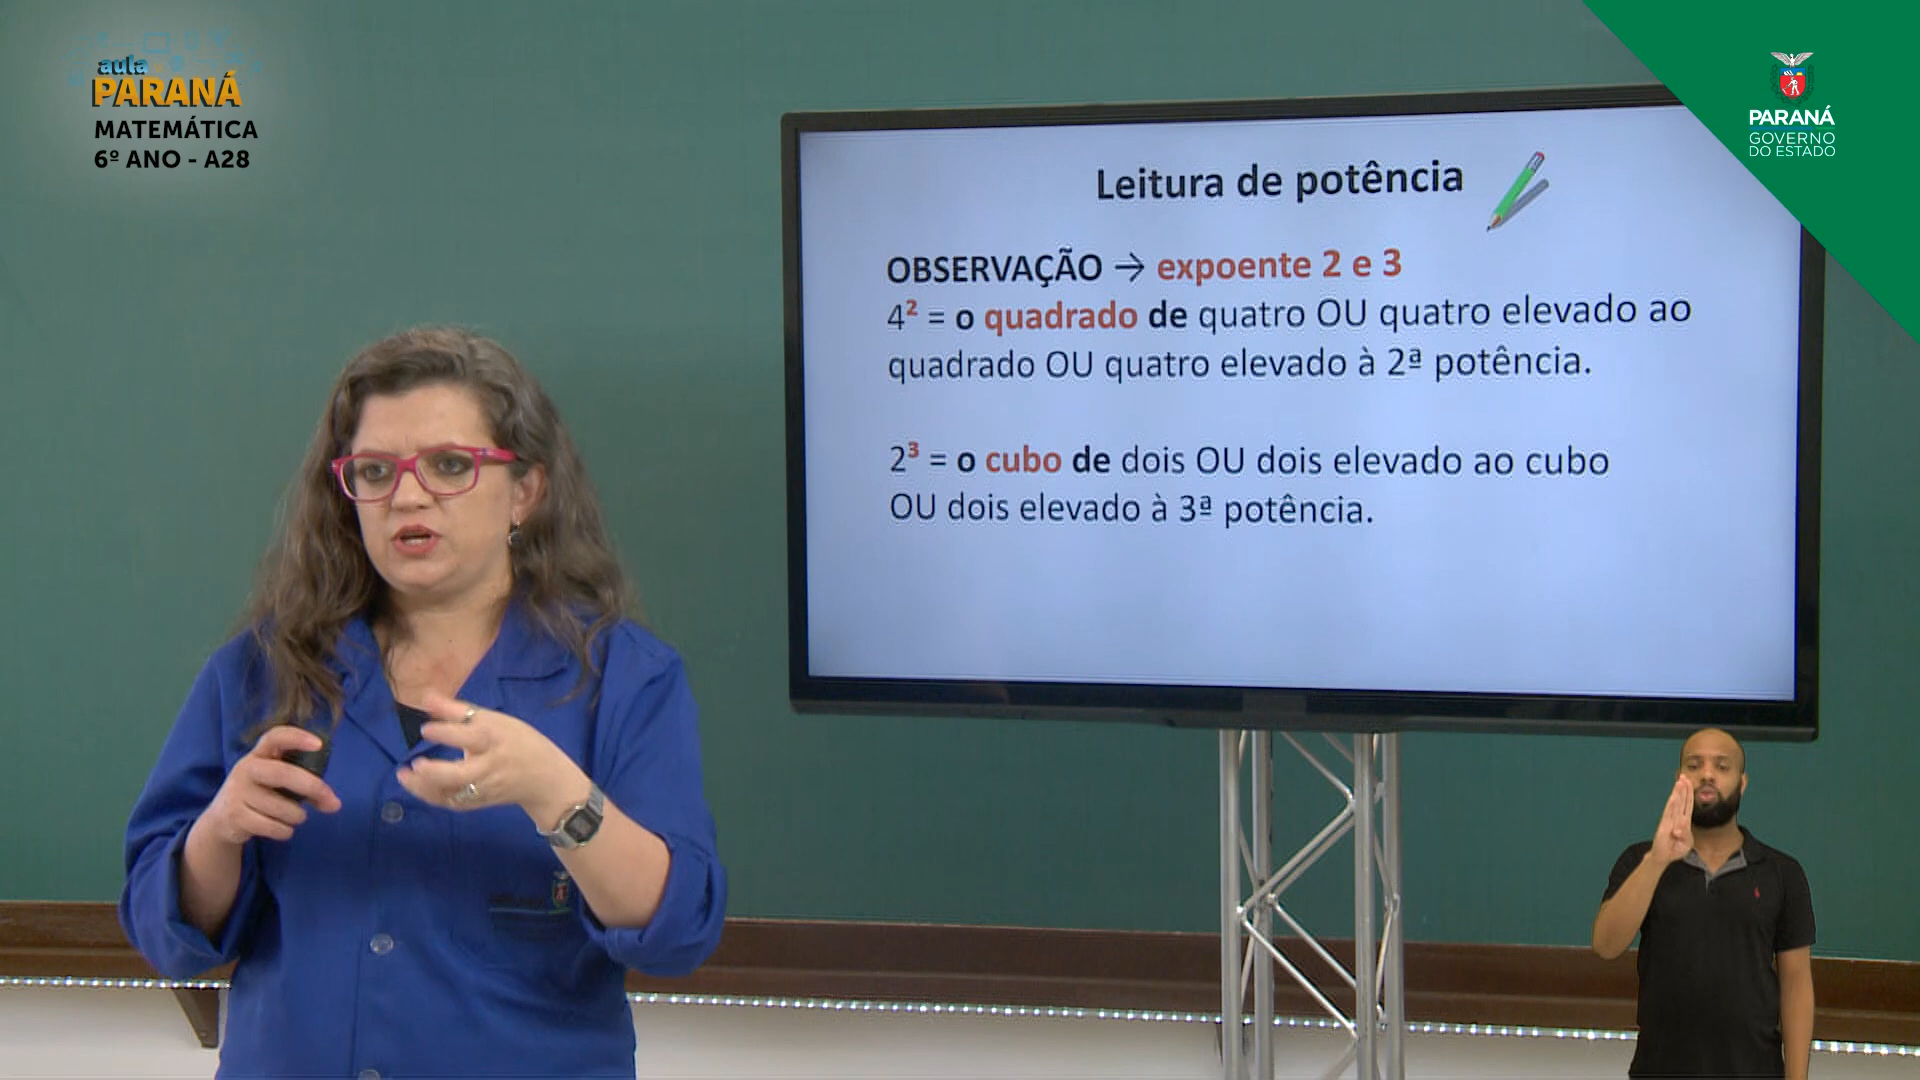 aula
PARANÁ
MATEMÁTICA
6º ANO - A28
PARANÁ
GOVERNO
DO ESTADO
Leitura de potência
OBSERVAÇÃO → expoente 2 e 3
4² = o quadrado de quatro OU quatro elevado ao
quadrado OU quatro elevado à 2ª potência.
2³ = o cubo de dois OU dois elevado ao cubo
OU dois elevado à 3ª potência.